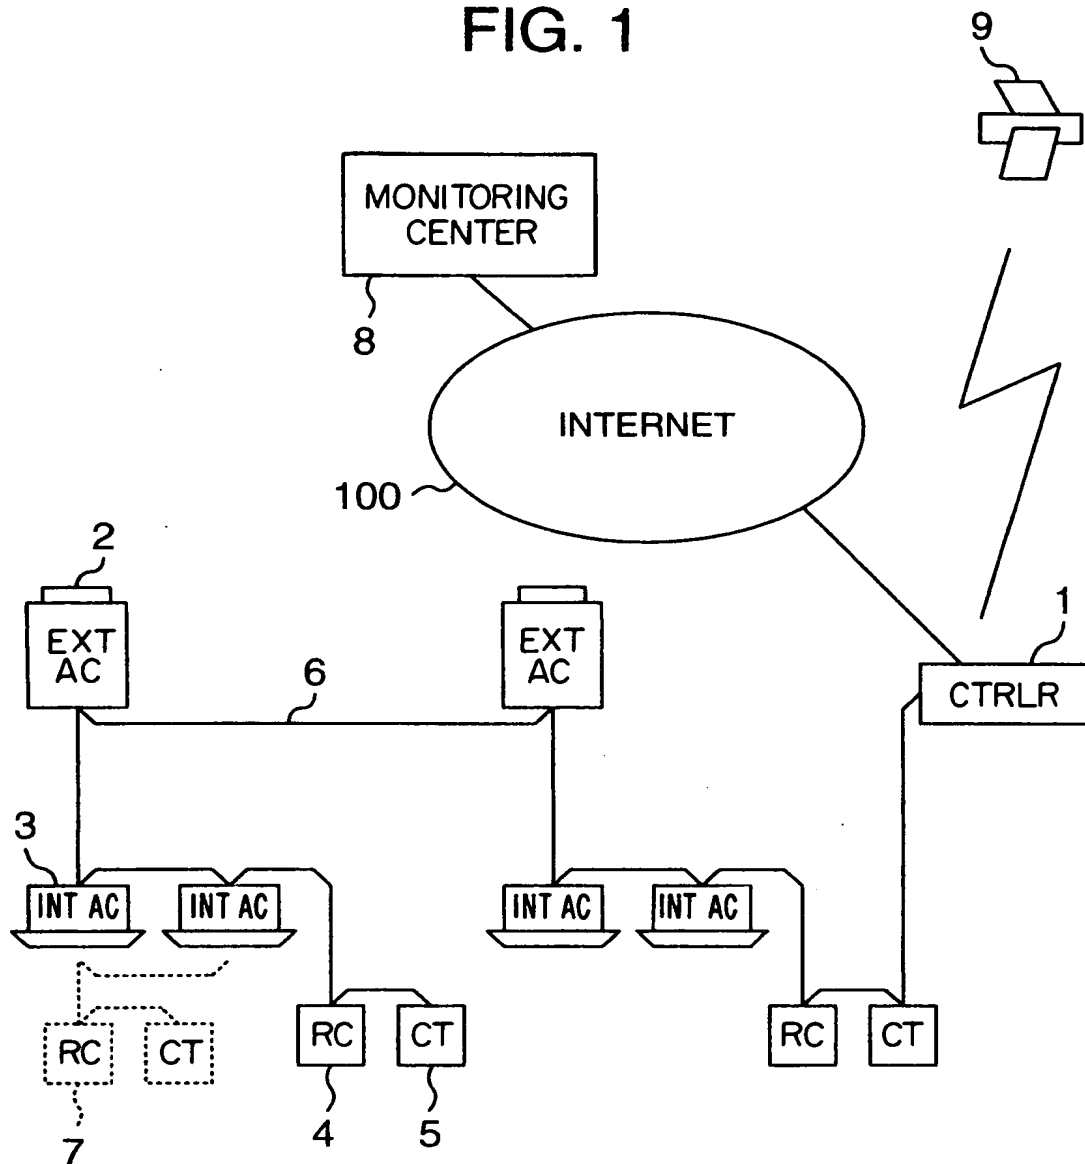 FIG. 1
9
MONITORING
CENTER
8
INTERNET
100
2
EXT
AC
6
EXT
AC
1
CTRLR
3
INT AC
INT AC
INT AC
INT AC
RC
CT
RC
CT
RC
CT
7
4
5